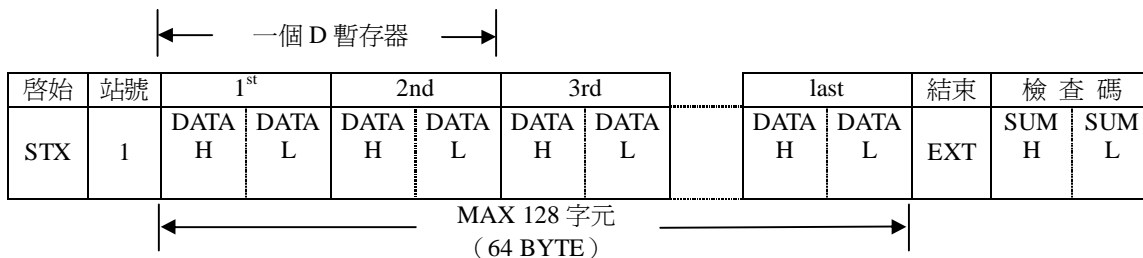 一個 D 暫存器
啓始 站號 1st 2nd 3rd last 結束 檢 查 碼
STX 1 DATA H DATA L DATA H DATA L DATA H DATA L DATA H DATA L EXT SUM H SUM L
MAX 128 字元
( 64 BYTE )